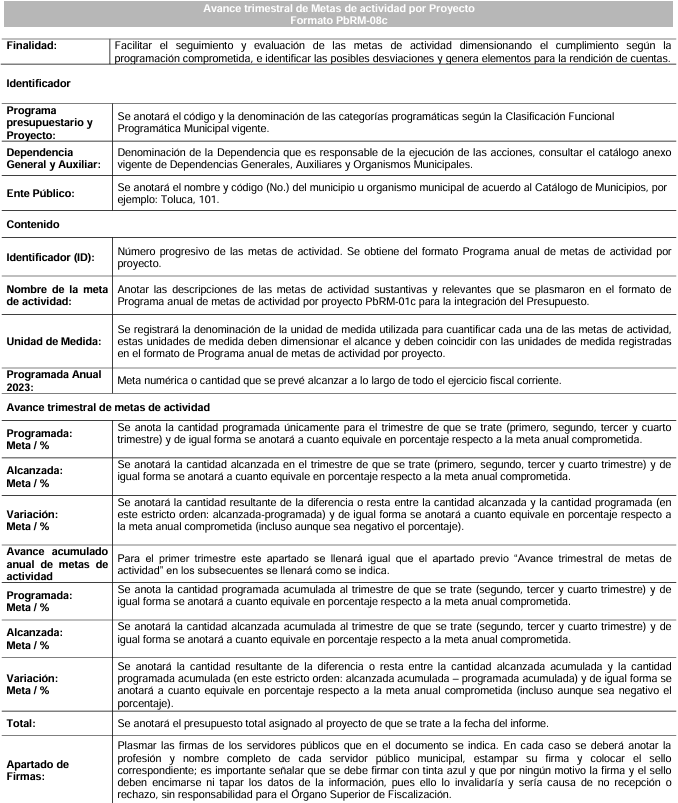 Avance trimestral de Metas de actividad por Proyecto
Formato PbRM-08c
Finalidad:
Facilitar el seguimiento y evaluación de las metas de actividad dimensionando el cumplimiento según la
programación comprometida, e identificar las posibles desviaciones y genera elementos para la rendición de cuentas.
Identificador
Programa
presupuestario y
Proyecto:
Se anotará el código y la denominación de las categorías programáticas según la Clasificación Funcional
Programática Municipal vigente.
Dependencia
General y Auxiliar:
Denominación de la Dependencia que es responsable de la ejecución de las acciones, consultar el catálogo anexo
vigente de Dependencias Generales, Auxiliares y Organismos Municipales.
Ente Público:
Se anotará el nombre y código (No.) del municipio u organismo municipal de acuerdo al Catálogo de Municipios, por
ejemplo: Toluca, 101.
Contenido
Identificador (ID):
Número progresivo de las metas de actividad. Se obtiene del formato Programa anual de metas de actividad por
proyecto.
Nombre de la meta
de actividad:
Anotar las descripciones de las metas de actividad sustantivas y relevantes que se plasmaron en el formato de
Programa anual de metas de actividad por proyecto PbRM-01c para la integración del Presupuesto.
Unidad de Medida:
Se registrará la denominación de la unidad de medida utilizada para cuantificar cada una de las metas de actividad,
estas unidades de medida deben dimensionar el alcance y deben coincidir con las unidades de medida registradas
en el formato de Programa anual de metas de actividad por proyecto.
Programada Anual
2023:
Meta numérica o cantidad que se prevé alcanzar a lo largo de todo el ejercicio fiscal corriente.
Avance trimestral de metas de actividad
Programada:
Meta / %
Se anota la cantidad programada únicamente para el trimestre de que se trate (primero, segundo, tercer y cuarto
trimestre) y de igual forma se anotará a cuanto equivale en porcentaje respecto a la meta anual comprometida.
Alcanzada:
Meta / %
Se anotará la cantidad alcanzada en el trimestre de que se trate (primero, segundo, tercer y cuarto trimestre) y de
igual forma se anotará a cuanto equivale en porcentaje respecto a la meta anual comprometida.
Variación:
Meta / %
Se anotará la cantidad resultante de la diferencia o resta entre la cantidad alcanzada y la cantidad programada (en
este estricto orden: alcanzada-programada) y de igual forma se anotará a cuanto equivale en porcentaje respecto a
la meta anual comprometida (incluso aunque sea negativo el porcentaje).
Avance acumulado
anual de metas de
actividad
Para el primer trimestre este apartado se llenará igual que el apartado previo “Avance trimestral de metas de
actividad” en los subsecuentes se llenará como se indica.
Programada:
Meta / %
Se anota la cantidad programada acumulada al trimestre de que se trate (segundo, tercer y cuarto trimestre) y de
igual forma se anotará a cuanto equivale en porcentaje respecto a la meta anual comprometida.
Alcanzada:
Meta / %
Se anotará la cantidad alcanzada acumulada al trimestre de que se trate (segundo, tercer y cuarto trimestre) y de
igual forma se anotará a cuanto equivale en porcentaje respecto a la meta anual comprometida.
Variación:
Meta / %
Se anotará la cantidad resultante de la diferencia o resta entre la cantidad alcanzada acumulada y la cantidad
programada acumulada (en este estricto orden: alcanzada acumulada – programada acumulada) y de igual forma se
anotará a cuanto equivale en porcentaje respecto a la meta anual comprometida (incluso aunque sea negativo el
porcentaje).
Total:
Se anotará el presupuesto total asignado al proyecto de que se trate a la fecha del informe.
Apartado de
Firmas:
Plasmar las firmas de los servidores públicos que en el documento se indica. En cada caso se deberá anotar la
profesión y nombre completo de cada servidor público municipal, estampar su firma y colocar el sello
correspondiente; es importante señalar que se debe firmar con tinta azul y que por ningún motivo la firma y el sello
deben encimarse ni tapar los datos de la información, pues ello lo invalidaría y sería causa de no recepción o
rechazo, sin responsabilidad para el Órgano Superior de Fiscalización.